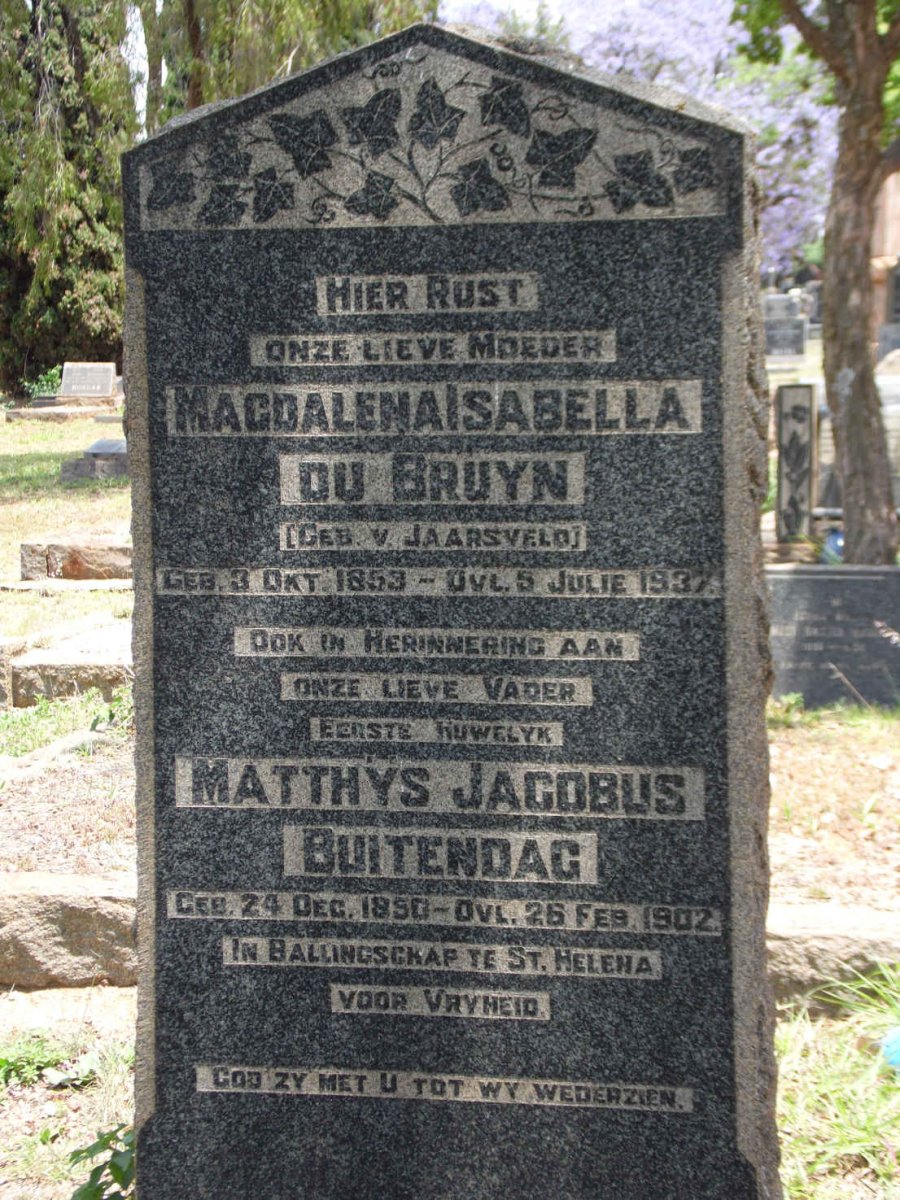 HIER RUST
ONZE LIEVE MOEDER
MAGDALENA ISABELLA
DU BRUYN
[GEB. V. JAARSVELD]
GEB. 3 OKT. 1853 - OVL. 5 JULIE 1937.
OOK IN HERINNERING AAN
ONZE LIEVE VADER
EERSTE HUWELYK
MATTHYS JACOBUS
BUITENDAG
GEB. 24 DEC. 1850 - OVL. 26 FEB. 1902.
IN BALLINGSCHAP TE ST. HELENA
VOOR VRYHEID.
GOD ZY MET U TOT WY WEDERZIEN.